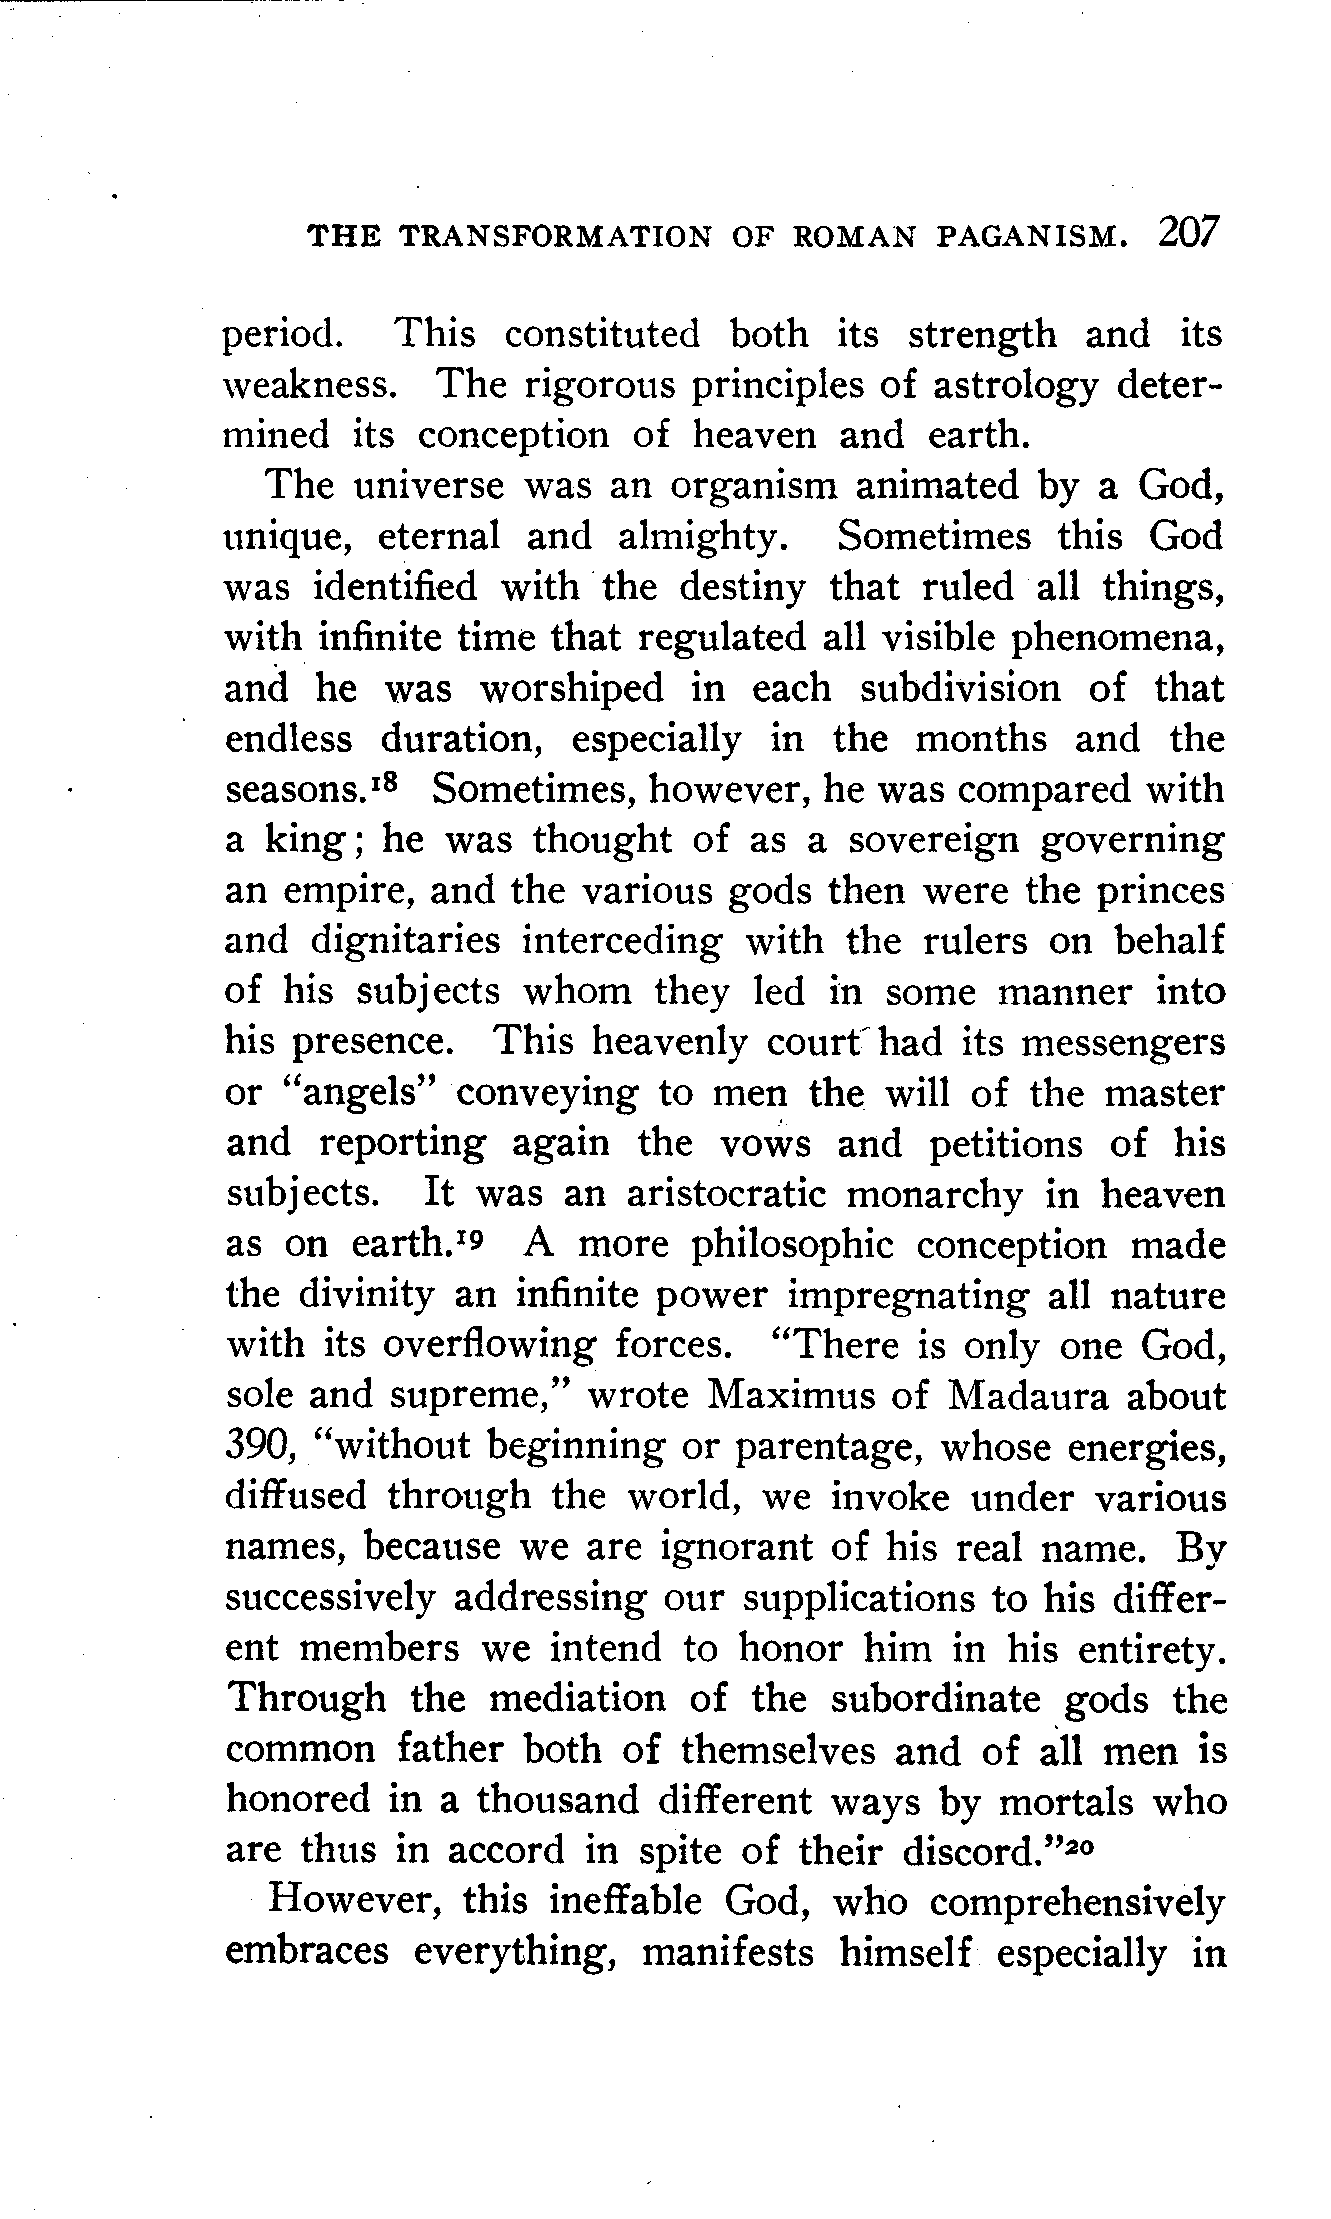 THE TRANSFORMATION OF ROMAN PAGANISM. 207
period. This constituted both its strength and its
weakness. The rigorous principles of astrology deter-
mined its conception of heaven and earth.
The universe was an organism animated by a God,
unique, eternal and almighty. Sometimes this God
was identified with the destiny that ruled all things,
with infinite time that regulated all visible phenomena,
and he was worshiped in each subdivision of that
endless duration, especially in the months and the
seasons.¹⁸ Sometimes, however, he was compared with
a king; he was thought of as a sovereign governing
an empire, and the various gods then were the princes
and dignitaries interceding with the rulers on behalf
of his subjects whom they led in some manner into
his presence. This heavenly court had its messengers
or “angels” conveying to men the will of the master
and reporting again the vows and petitions of his
subjects. It was an aristocratic monarchy in heaven
as on earth.¹⁹ A more philosophic conception made
the divinity an infinite power impregnating all nature
with its overflowing forces. “There is only one God,
sole and supreme,” wrote Maximus of Madaura about
390, “without beginning or parentage, whose energies,
diffused through the world, we invoke under various
names, because we are ignorant of his real name. By
successively addressing our supplications to his differ-
ent members we intend to honor him in his entirety.
Through the mediation of the subordinate gods the
common father both of themselves and of all men is
honored in a thousand different ways by mortals who
are thus in accord in spite of their discord.”²⁰
However, this ineffable God, who comprehensively
embraces everything, manifests himself especially in